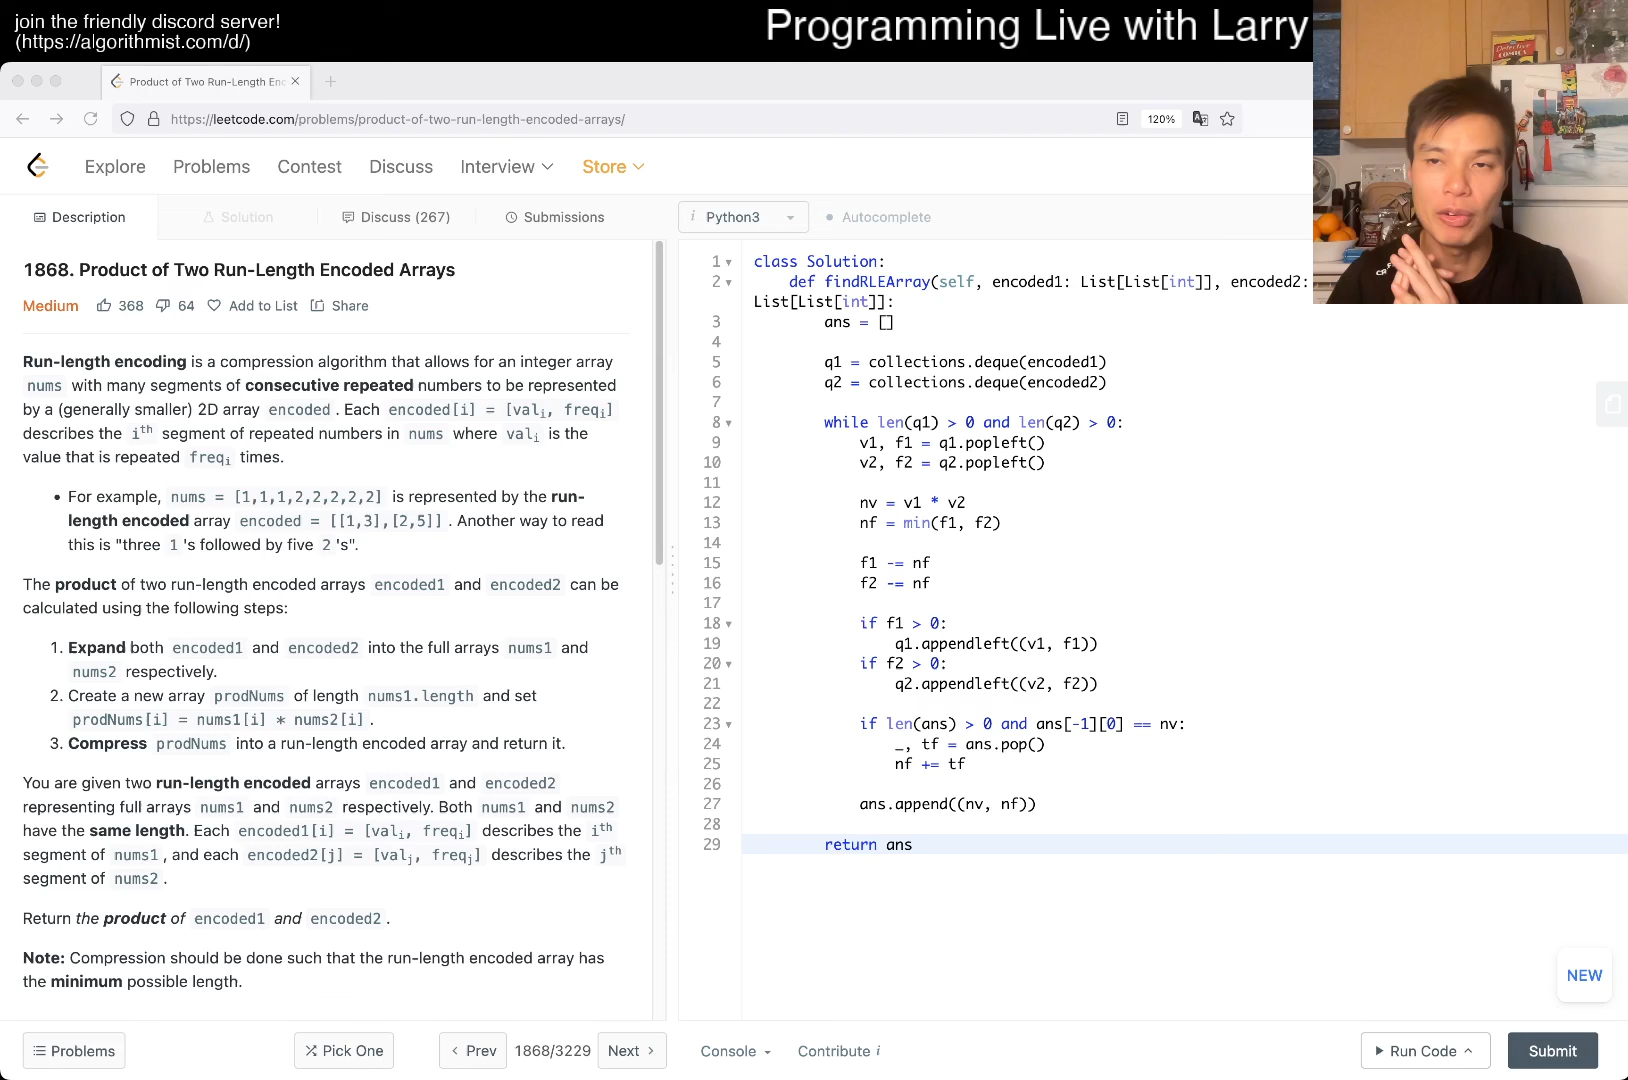 join the friendly discord server!
(https://algorithmist.com/d/)
Programming Live with Larry
Product of Two Run-Length Enc
https://leetcode.com/problems/product-of-two-run-length-encoded-arrays/
120%
Explore
Problems
Contest
Discuss
Interview
Store
Description
Solution
Discuss (267)
Submissions
i Python3
Autocomplete
1868. Product of Two Run-Length Encoded Arrays
Medium
368
64
Add to List
Share
Run-length encoding is a compression algorithm that allows for an integer array
nums with many segments of consecutive repeated numbers to be represented
by a (generally smaller) 2D array encoded . Each encoded[i] = [vali, freqi]
describes the ith segment of repeated numbers in nums where vali is the
value that is repeated freqi times.
• For example, nums = [1,1,1,2,2,2,2,2] is represented by the run-
length encoded array encoded = [[1,3],[2,5]] . Another way to read
this is "three 1 's followed by five 2 's".
The product of two run-length encoded arrays encoded1 and encoded2 can be
calculated using the following steps:
1. Expand both encoded1 and encoded2 into the full arrays nums1 and
nums2 respectively.
2. Create a new array prodNums of length nums1.length and set
prodNums[i] = nums1[i] * nums2[i] .
3. Compress prodNums into a run-length encoded array and return it.
You are given two run-length encoded arrays encoded1 and encoded2
representing full arrays nums1 and nums2 respectively. Both nums1 and nums2
have the same length. Each encoded1[i] = [vali, freqi] describes the ith
segment of nums1 , and each encoded2[j] = [valj, freqj] describes the jth
segment of nums2 .
Return the product of encoded1 and encoded2 .
Note: Compression should be done such that the run-length encoded array has
the minimum possible length.
1 class Solution:
2 def findRLEArray(self, encoded1: List[List[int]], encoded2:
List[List[int]]:
3 ans = []
4
5 q1 = collections.deque(encoded1)
6 q2 = collections.deque(encoded2)
7
8 while len(q1) > 0 and len(q2) > 0:
9 v1, f1 = q1.popleft()
10 v2, f2 = q2.popleft()
11
12 nv = v1 * v2
13 nf = min(f1, f2)
14
15 f1 -= nf
16 f2 -= nf
17
18 if f1 > 0:
19 q1.appendleft((v1, f1))
20 if f2 > 0:
21 q2.appendleft((v2, f2))
22
23 if len(ans) > 0 and ans[-1][0] == nv:
24 _, tf = ans.pop()
25 nf += tf
26
27 ans.append((nv, nf))
28
29 return ans
NEW
Problems
Pick One
Prev
1868/3229
Next
Console
Contribute i
Run Code
Submit